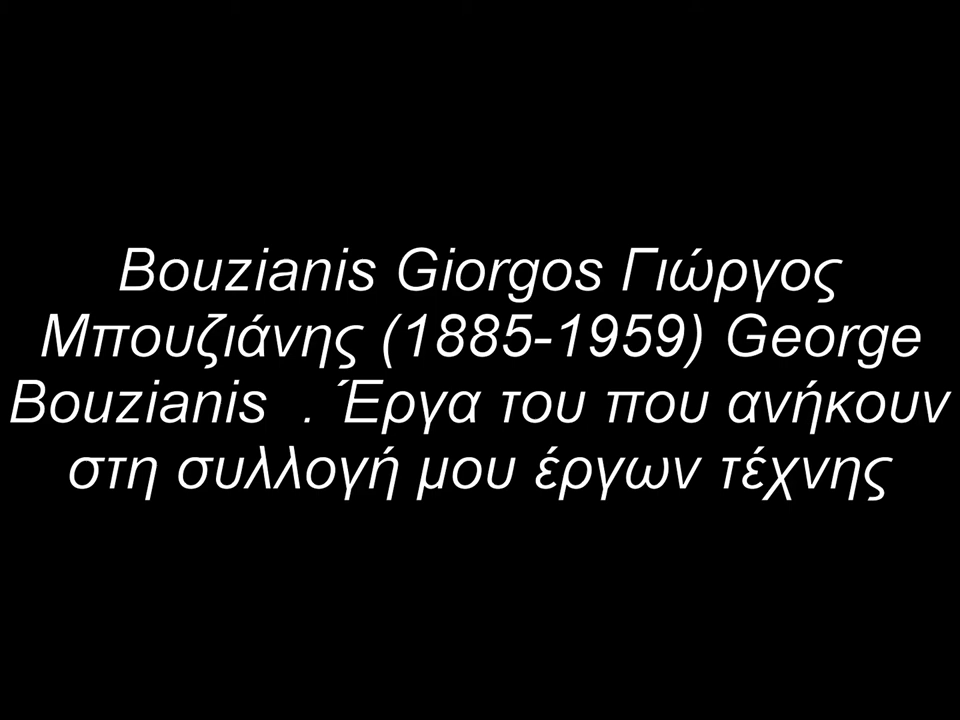 Bouzianis Giorgos Γιώργος
Μπουζιάνης (1885-1959) George
Bouzianis . Έργα του που ανήκουν
στη συλλογή μου έργων τέχνης